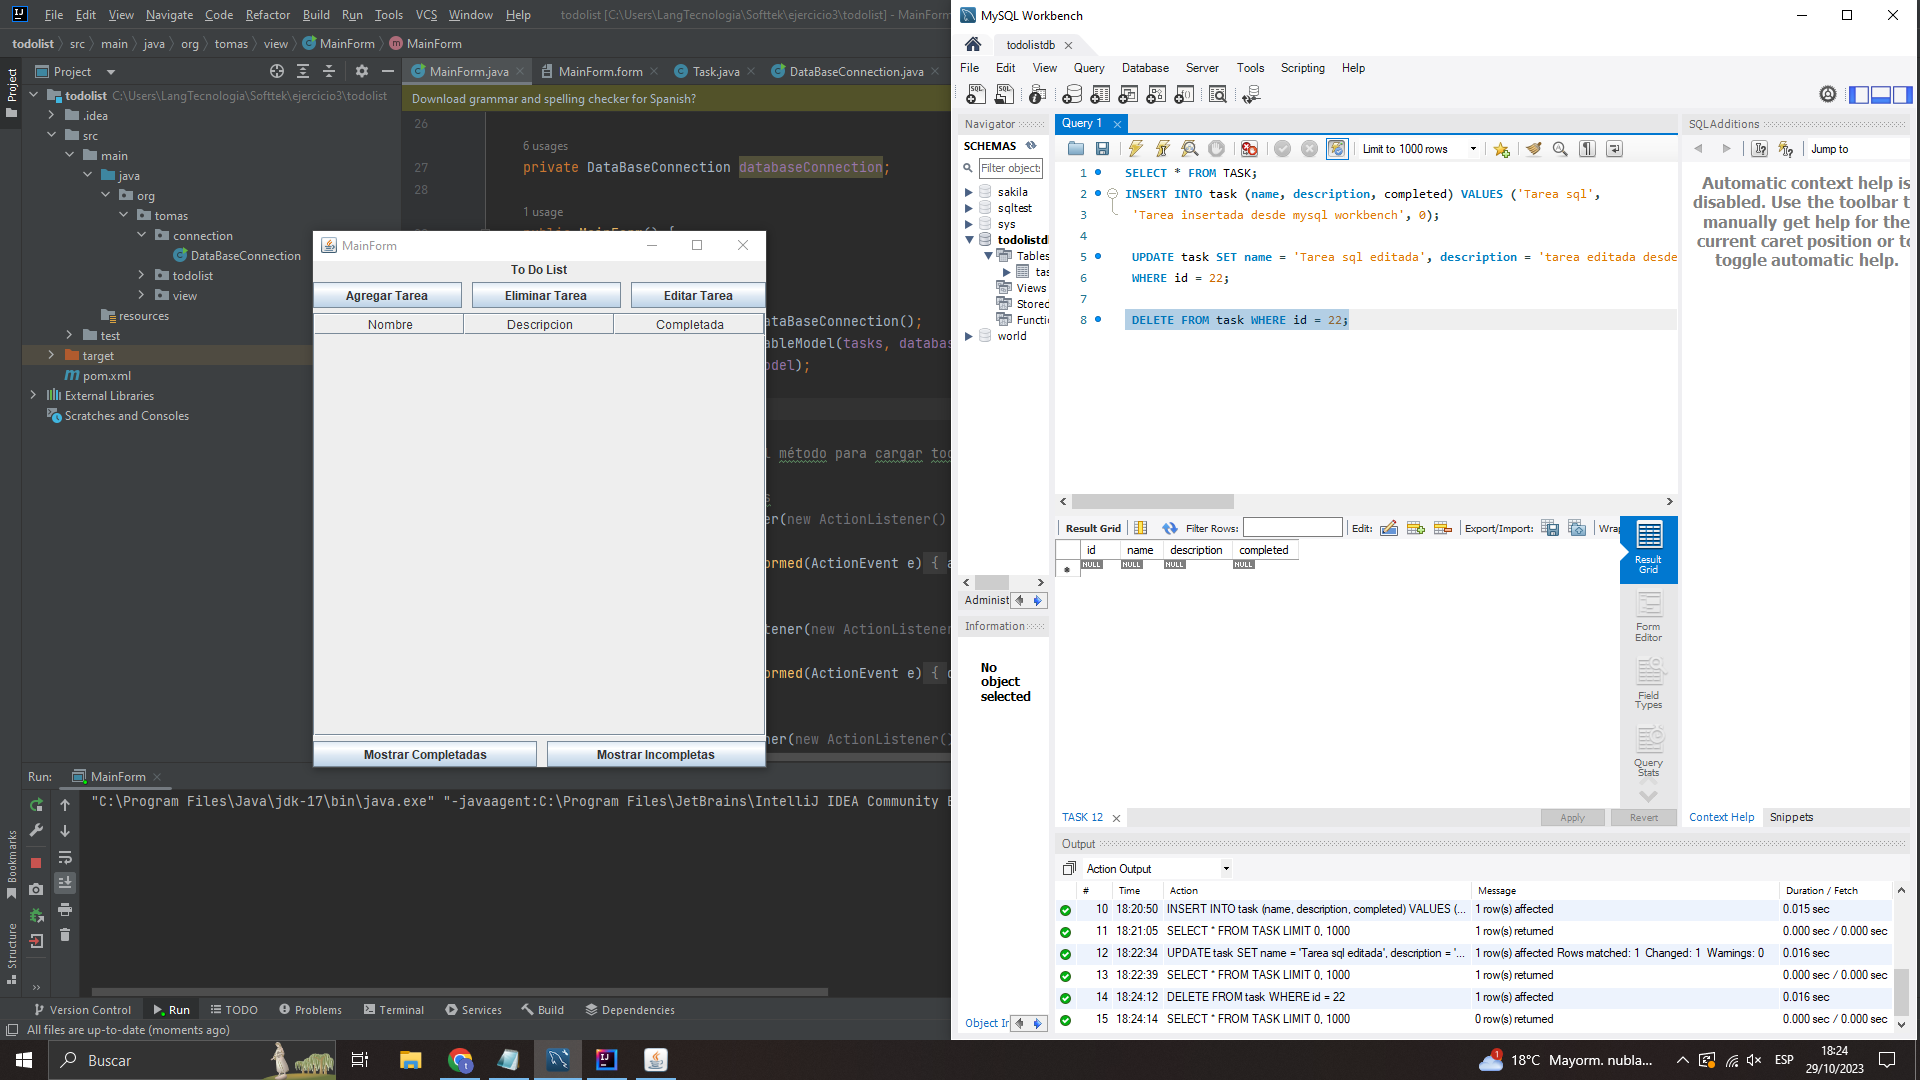 File Edit View Navigate Code Refactor Build Run Tools VCS Window Help todolist [C:\Users\LangTecnologia\Softtek\ejercicio3\todolist] - MainForm
todolist src main java org tomas view MainForm MainForm
Project
Project
MainForm.java MainForm.form Task.java DataBaseConnection.java
todolist C:\Users\LangTecnologia\Softtek\ejercicio3\todolist
Download grammar and spelling checker for Spanish?
.idea
src
main
java
org
tomas
connection
DataBaseConnection
todolist
view
resources
test
target
pom.xml
External Libraries
Scratches and Consoles
26
6 usages
27 private DataBaseConnection databaseConnection;
28
1 usage
ataBaseConnection();
ableModel(tasks, databas
odel);
método para cargar to
er(new ActionListener()
ormed(ActionEvent e) {
tener(new ActionListener
ormed(ActionEvent e) {
ner(new ActionListener(
MainForm
To Do List
Agregar Tarea Eliminar Tarea Editar Tarea
Nombre Descripcion Completada
Mostrar Completadas Mostrar Incompletas
Run: MainForm
"C:\Program Files\Java\jdk-17\bin\java.exe" "-javaagent:C:\Program Files\JetBrains\IntelliJ IDEA Community
Bookmarks
Structure
Version Control Run TODO Problems Terminal Services Build Dependencies
All files are up-to-date (moments ago)
MySQL Workbench
todolistdb
File Edit View Query Database Server Tools Scripting Help
Navigator
SCHEMAS
Filter objects
sakila
sqltest
sys
todolistd
Tables
tas
Views
Stored
Functi
world
Administ
Information
No
object
selected
Object Ir
Query 1
Limit to 1000 rows
1 SELECT * FROM TASK;
2 INSERT INTO task (name, description, completed) VALUES ('Tarea sql',
3 'Tarea insertada desde mysql workbench', 0);
4
5 UPDATE task SET name = 'Tarea sql editada', description = 'tarea editada desde
6 WHERE id = 22;
7
8 DELETE FROM task WHERE id = 22;
SQLAdditions
Jump to
Automatic context help is
disabled. Use the toolbar t
manually get help for the
current caret position or to
toggle automatic help.
Result Grid Filter Rows: Edit: Export/Import: Wrap
id name description completed
NULL NULL NULL NULL
Result
Grid
Form
Editor
Field
Types
Query
Stats
TASK 12 Apply Revert Context Help Snippets
Output
Action Output
# Time Action Message Duration / Fetch
10 18:20:50 INSERT INTO task (name, description, completed) VALUES (... 1 row(s) affected 0.015 sec
11 18:21:05 SELECT * FROM TASK LIMIT 0, 1000 1 row(s) returned 0.000 sec / 0.000 sec
12 18:22:34 UPDATE task SET name = 'Tarea sql editada', description = '... 1 row(s) affected Rows matched: 1 Changed: 1 Warnings: 0 0.016 sec
13 18:22:39 SELECT * FROM TASK LIMIT 0, 1000 1 row(s) returned 0.000 sec / 0.000 sec
14 18:24:12 DELETE FROM task WHERE id = 22 1 row(s) affected 0.016 sec
15 18:24:14 SELECT * FROM TASK LIMIT 0, 1000 0 row(s) returned 0.000 sec / 0.000 sec
Buscar
1 18°C Mayorm. nubla... ESP 18:24
29/10/2023